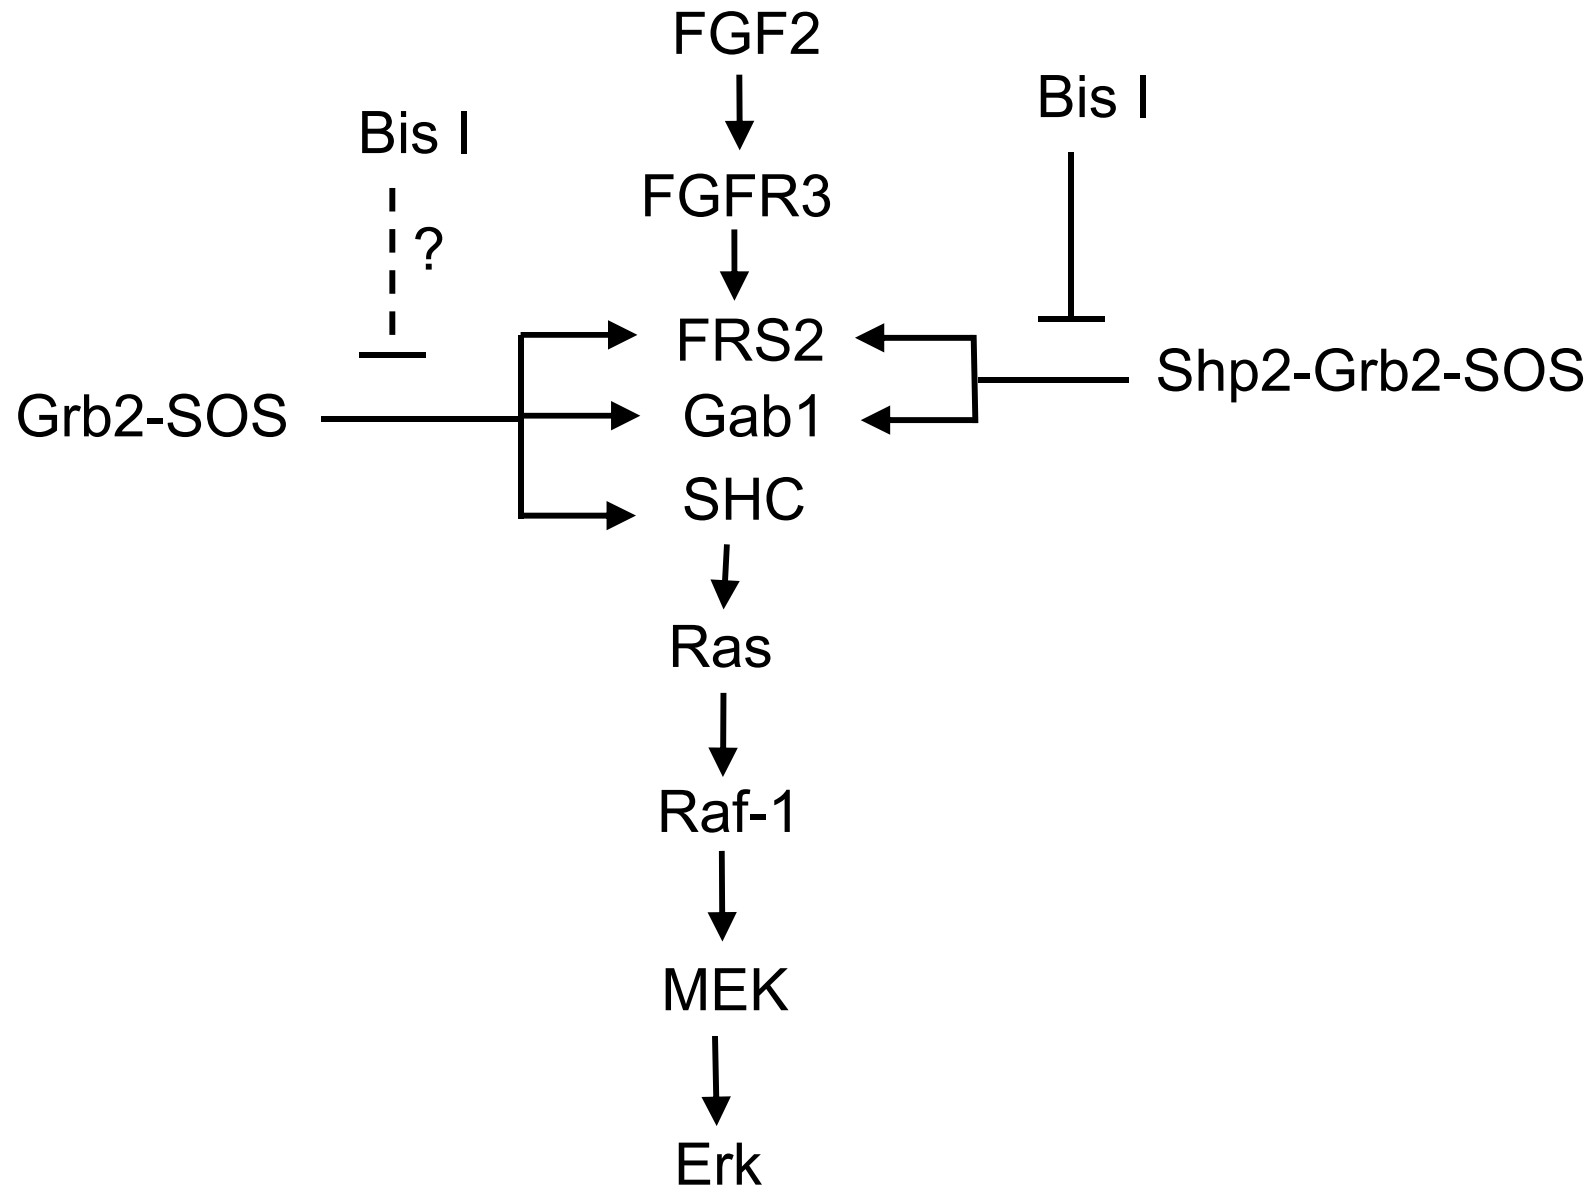 FGF2
Bis I
Bis I
FGFR3
?
FRS2
Shp2-Grb2-SOS
Grb2-SOS
Gab1
SHC
Ras
Raf-1
MEK
Erk